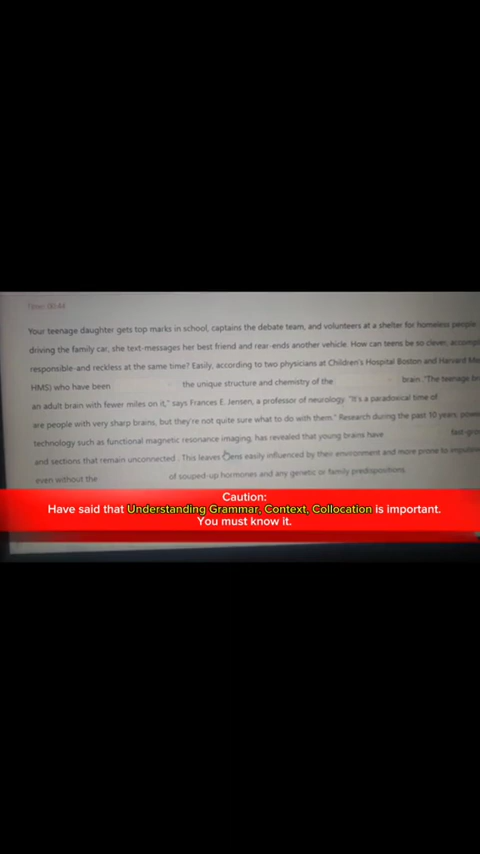 Timer: 00:44
Your teenage daughter gets top marks in school, captains the debate team, and volunteers at a shelter for homeless people
driving the family car, she text-messages her best friend and rear-ends another vehicle. How can teens be so clever,
responsible-and reckless at the same time? Easily, according to two physicians at Children's Hospital Boston and Harvard
HMS) who have been the unique structure and chemistry of the brain. "The teenage
an adult brain with fewer miles on it," says Frances E. Jensen, a professor of neurology. "It's a paradoxical time of
are people with very sharp brains, but they're not quite sure what to do with them." Research during the past 10 years,
technology such as functional magnetic resonance imaging, has revealed that young brains have
and sections that remain unconnected . This leaves teens easily influenced by their environment and more prone to
even without the of souped-up hormones and any genetic or family predispositions.
Caution:
Have said that Understanding Grammar, Context, Collocation is important.
You must know it.